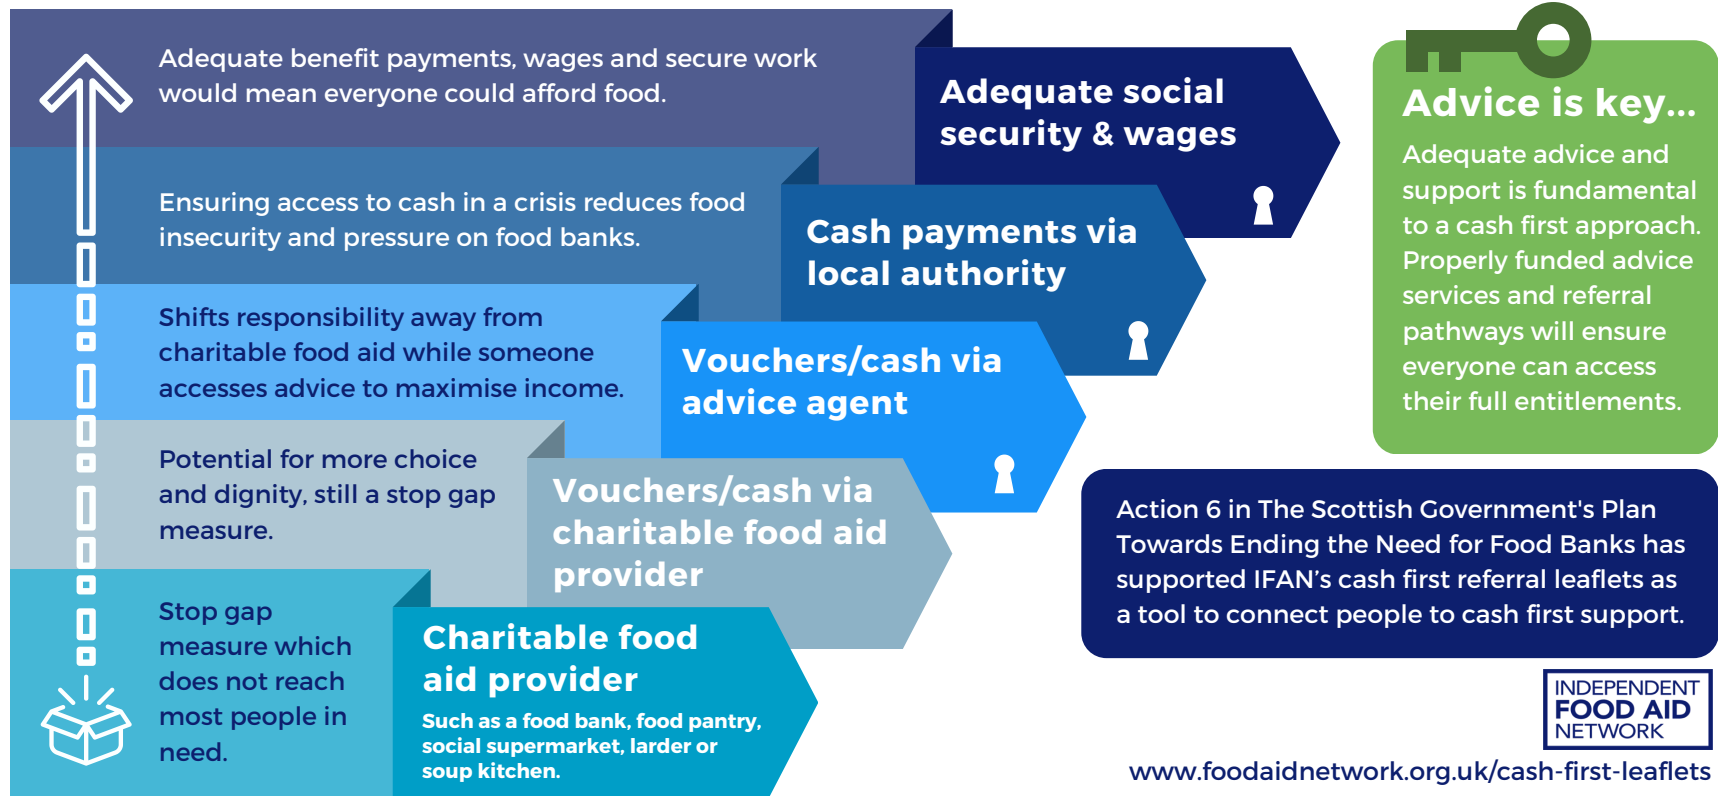 Adequate benefit payments, wages and secure work
would mean everyone could afford food.
Adequate social
security & wages
Ensuring access to cash in a crisis reduces food
insecurity and pressure on food banks.
Cash payments via
local authority
Shifts responsibility away from
charitable food aid while someone
accesses advice to maximise income.
Vouchers/cash via
advice agent
Potential for more choice
and dignity, still a stop gap
measure.
Vouchers/cash via
charitable food aid
provider
Stop gap
measure which
does not reach
most people in
need.
Charitable food
aid provider
Such as a food bank, food pantry,
social supermarket, larder or
soup kitchen.
Advice is key...
Adequate advice and
support is fundamental
to a cash first approach.
Properly funded advice
services and referral
pathways will ensure
everyone can access
their full entitlements.
Action 6 in The Scottish Government's Plan
Towards Ending the Need for Food Banks has
supported IFAN’s cash first referral leaflets as
a tool to connect people to cash first support.
INDEPENDENT
FOOD AID
NETWORK
www.foodaidnetwork.org.uk/cash-first-leaflets